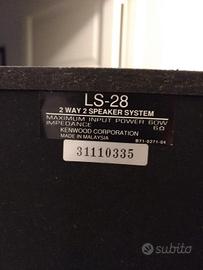 LS-28
2 WAY 2 SPEAKER SYSTEM
MAXIMUM INPUT POWER 60W
IMPEDANCE 6Ω
KENWOOD CORPORATION
MADE IN MALAYSIA B71-0271-04
31110335
subito